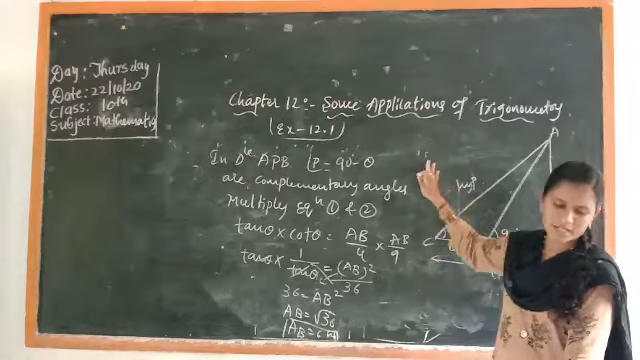 Day: Thursday
Date: 22/10/20
Class: 10th
Subject: Mathematics
Chapter 12:- Some Applications of Trigonometry
(Ex-12.1)
In Dle APB ∠P = 90 - θ
are complementary angles
Multiply Eqn ① & ②
tanθ × cotθ = AB/4 × AB/9
tanθ × 1/tanθ = (AB)²/36
36 = AB²
AB = √36
AB = 6 m
A
C